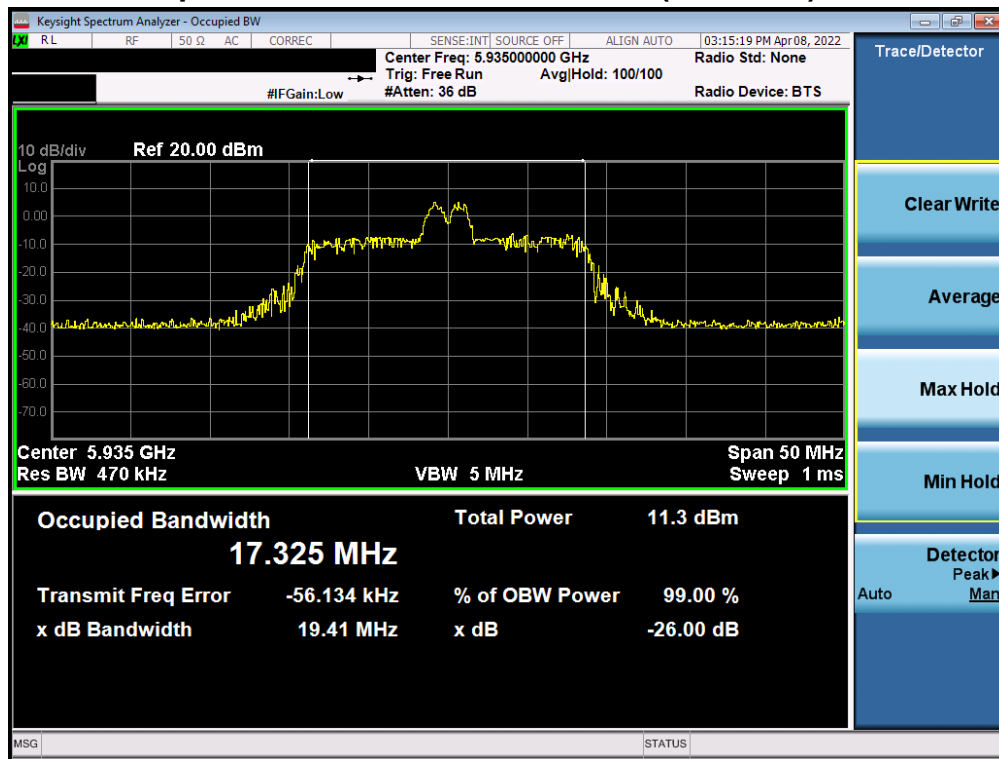 Keysight Spectrum Analyzer - Occupied BW
LXI RL RF 50 Ω AC CORREC SENSE:INT SOURCE OFF ALIGN AUTO 03:15:19 PM Apr 08, 2022
Center Freq: 5.935000000 GHz Radio Std: None
Trig: Free Run Avg|Hold: 100/100
#IFGain:Low #Atten: 36 dB Radio Device: BTS
10 dB/div Ref 20.00 dBm
Log
10.0
0.00
-10.0
-20.0
-30.0
-40.0
-50.0
-60.0
-70.0
Center 5.935 GHz Span 50 MHz
Res BW 470 kHz VBW 5 MHz Sweep 1 ms
Occupied Bandwidth Total Power 11.3 dBm
17.325 MHz
Transmit Freq Error -56.134 kHz % of OBW Power 99.00 %
x dB Bandwidth 19.41 MHz x dB -26.00 dB
MSG STATUS
Trace/Detector
Clear Write
Average
Max Hold
Min Hold
Detector
Peak▶
Auto Man